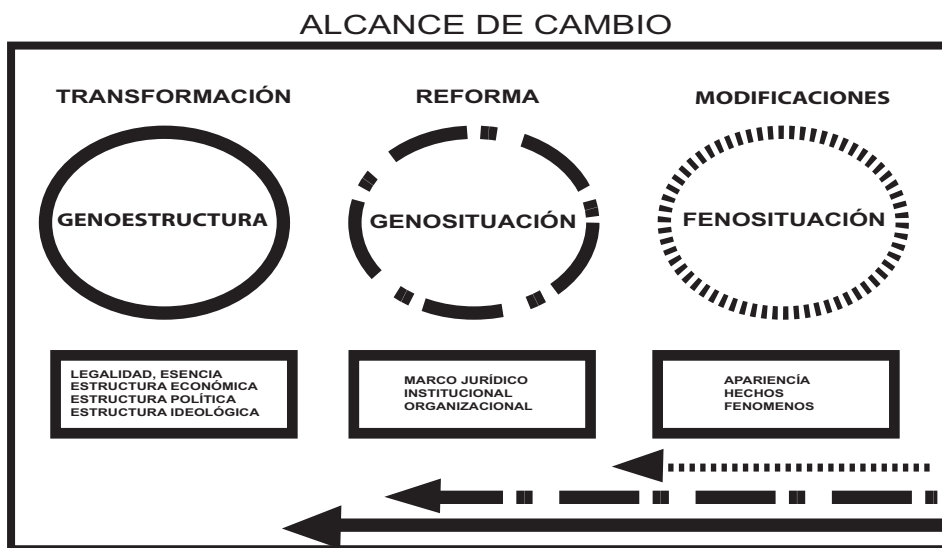 ALCANCE DE CAMBIO
TRANSFORMACIÓN
REFORMA
MODIFICACIONES
GENOESTRUCTURA
GENOSITUACIÓN
FENOSITUACIÓN
LEGALIDAD, ESENCIA
ESTRUCTURA ECONÓMICA
ESTRUCTURA POLÍTICA
ESTRUCTURA IDEOLÓGICA
MARCO JURÍDICO
INSTITUCIONAL
ORGANIZACIONAL
APARIENCÍA
HECHOS
FENOMENOS